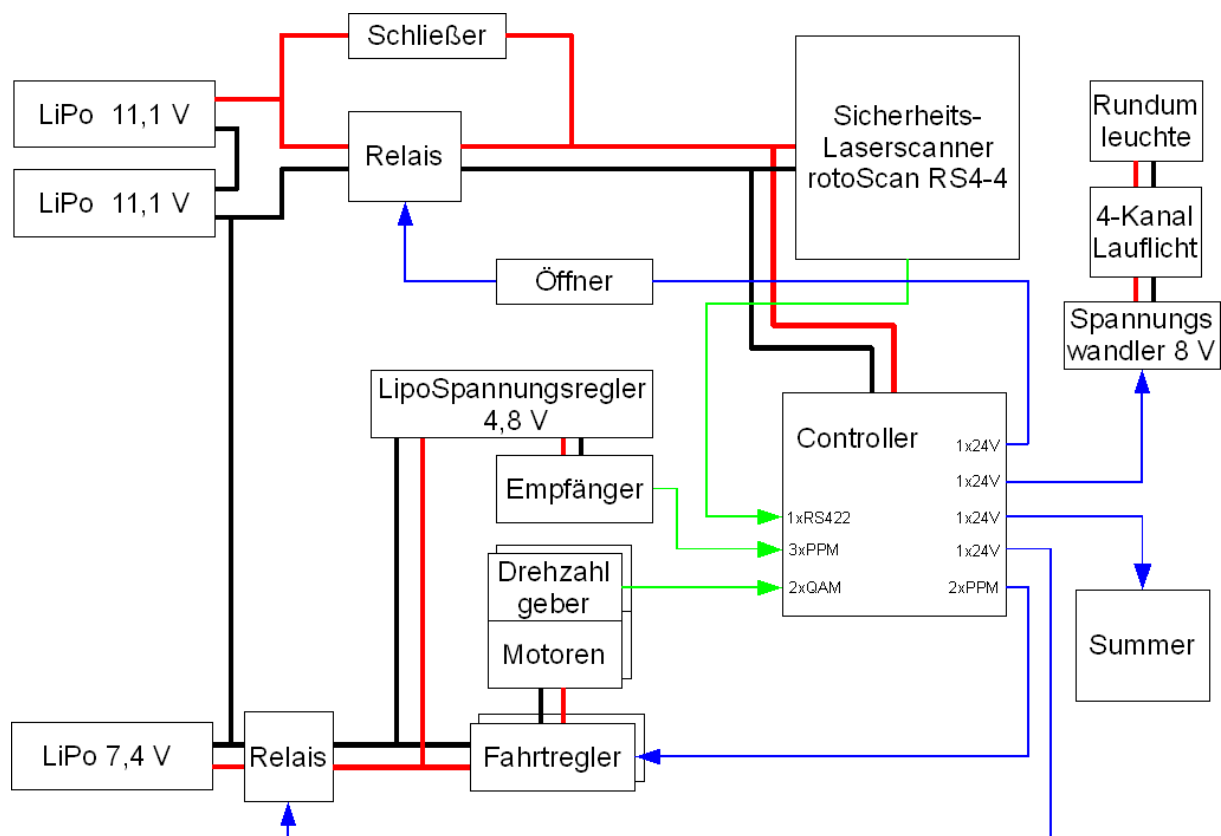 Schließer
LiPo  11,1 V
LiPo  11,1 V
Relais
Sicherheits-
Laserscanner
rotoScan RS4-4
Rundum
leuchte
4-Kanal
Lauflicht
Spannungs
wandler 8 V
Öffner
LipoSpannungsregler
4,8 V
Empfänger
Controller
1x24V
1x24V
1xRS422
1x24V
3xPPM
1x24V
2xQAM
2xPPM
Drehzahl
geber
Motoren
Summer
LiPo 7,4 V
Relais
Fahrtregler